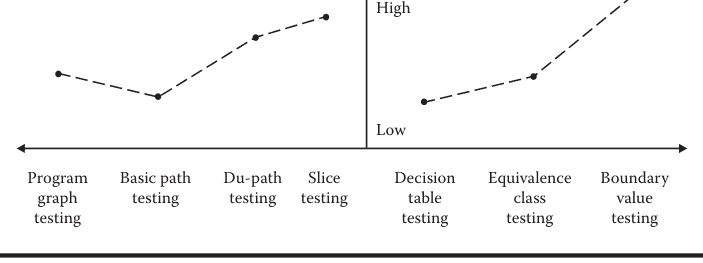 High
Low
Program graph testing
Basic path testing
Du-path testing
Slice testing
Decision table testing
Equivalence class testing
Boundary value testing